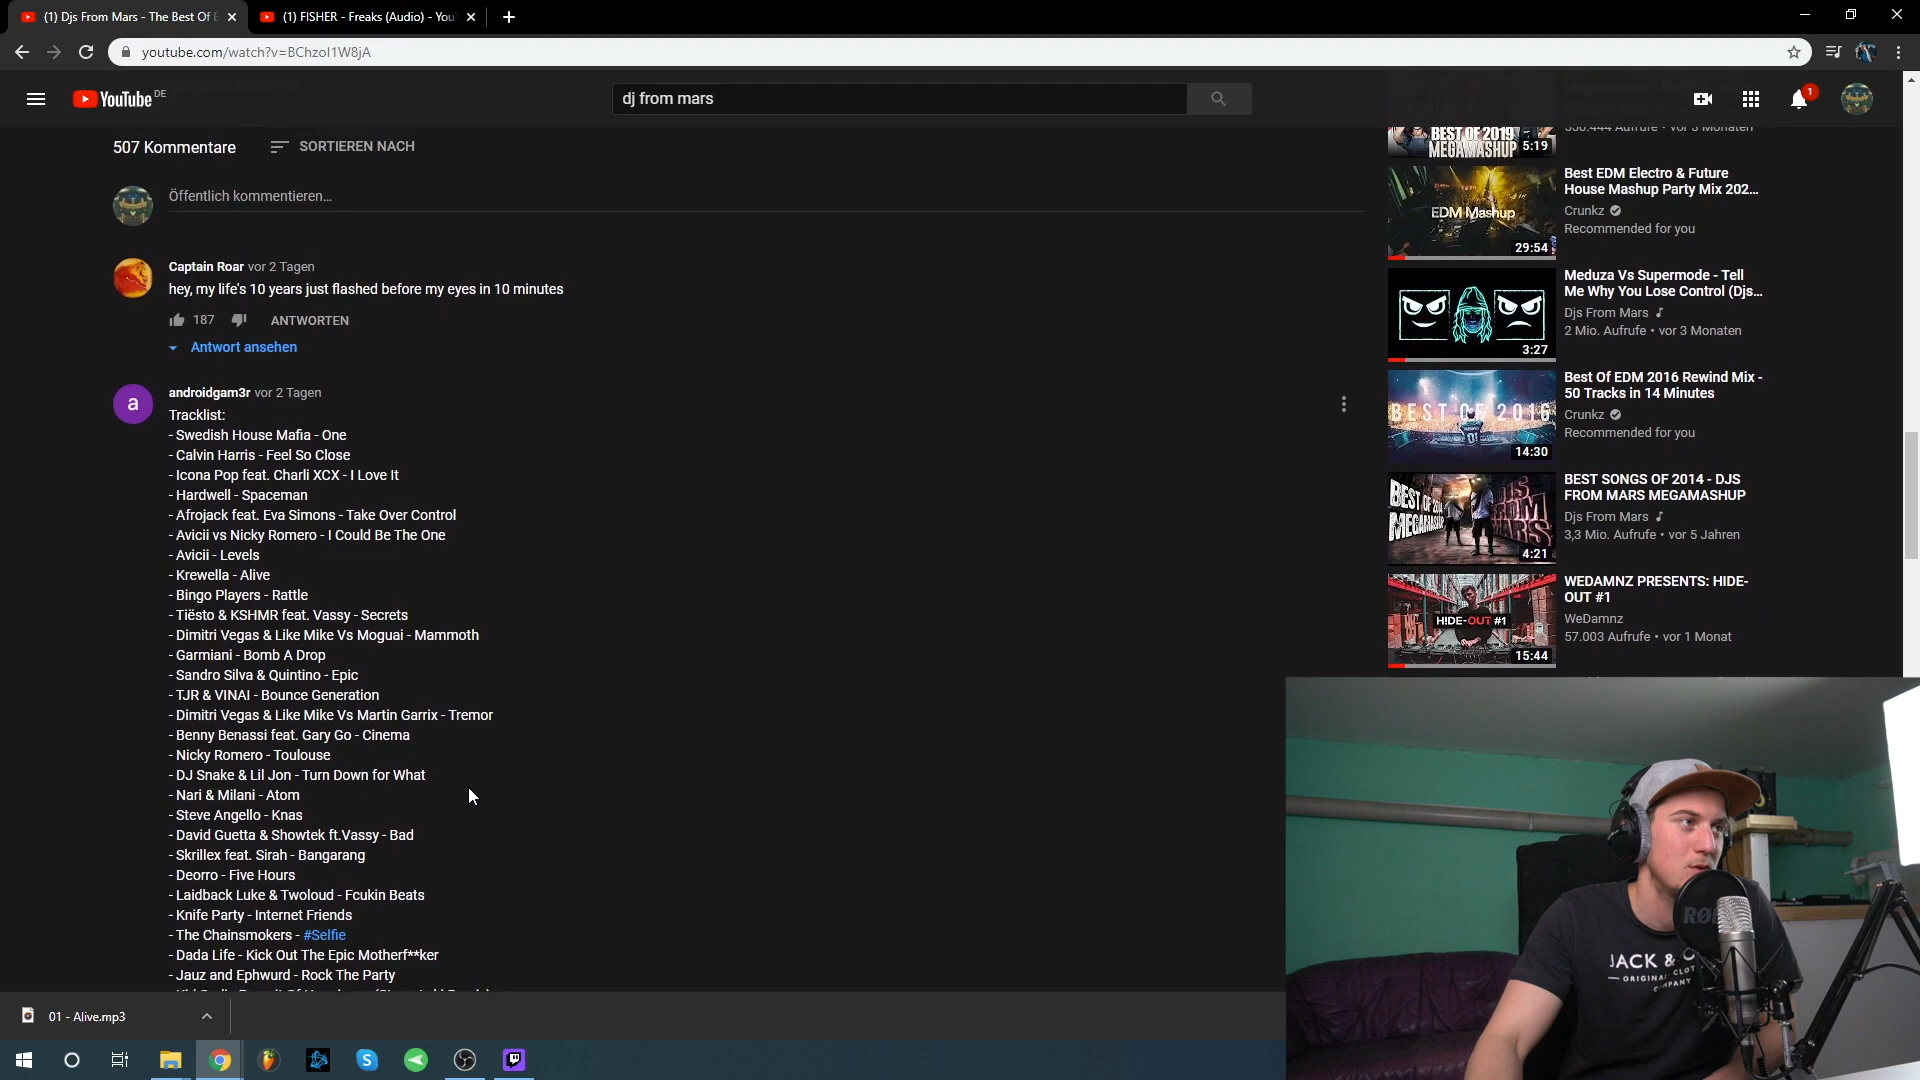 (1) Djs From Mars - The Best Of E
(1) FISHER - Freaks (Audio) - You
youtube.com/watch?v=BChzol1W8jA
YouTube DE
dj from mars
1
507 Kommentare
SORTIEREN NACH
Öffentlich kommentieren...
Captain Roar vor 2 Tagen
hey, my life's 10 years just flashed before my eyes in 10 minutes
187
ANTWORTEN
Antwort ansehen
a
androidgam3r vor 2 Tagen
Tracklist:
- Swedish House Mafia - One
- Calvin Harris - Feel So Close
- Icona Pop feat. Charli XCX - I Love It
- Hardwell - Spaceman
- Afrojack feat. Eva Simons - Take Over Control
- Avicii vs Nicky Romero - I Could Be The One
- Avicii - Levels
- Krewella - Alive
- Bingo Players - Rattle
- Tiësto & KSHMR feat. Vassy - Secrets
- Dimitri Vegas & Like Mike Vs Moguai - Mammoth
- Garmiani - Bomb A Drop
- Sandro Silva & Quintino - Epic
- TJR & VINAI - Bounce Generation
- Dimitri Vegas & Like Mike Vs Martin Garrix - Tremor
- Benny Benassi feat. Gary Go - Cinema
- Nicky Romero - Toulouse
- DJ Snake & Lil Jon - Turn Down for What
- Nari & Milani - Atom
- Steve Angello - Knas
- David Guetta & Showtek ft.Vassy - Bad
- Skrillex feat. Sirah - Bangarang
- Deorro - Five Hours
- Laidback Luke & Twoloud - Fcukin Beats
- Knife Party - Internet Friends
- The Chainsmokers - #Selfie
- Dada Life - Kick Out The Epic Motherf**ker
- Jauz and Ephwurd - Rock The Party
BEST OF 2019
MEGAMASHUP
5:19
EDM Mashup
29:54
Best EDM Electro & Future
House Mashup Party Mix 202...
Crunkz
Recommended for you
3:27
Meduza Vs Supermode - Tell
Me Why You Lose Control (Djs...
Djs From Mars
2 Mio. Aufrufe • vor 3 Monaten
BEST OF 2016
14:30
Best Of EDM 2016 Rewind Mix -
50 Tracks in 14 Minutes
Crunkz
Recommended for you
BEST OF 2014
MEGAMASHUP
4:21
BEST SONGS OF 2014 - DJS
FROM MARS MEGAMASHUP
Djs From Mars
3,3 Mio. Aufrufe • vor 5 Jahren
H!DE-OUT #1
15:44
WEDAMNZ PRESENTS: HIDE-
OUT #1
WeDamnz
57.003 Aufrufe • vor 1 Monat
JACK &
ORIGINAL CLOT
COMPANY
01 - Alive.mp3